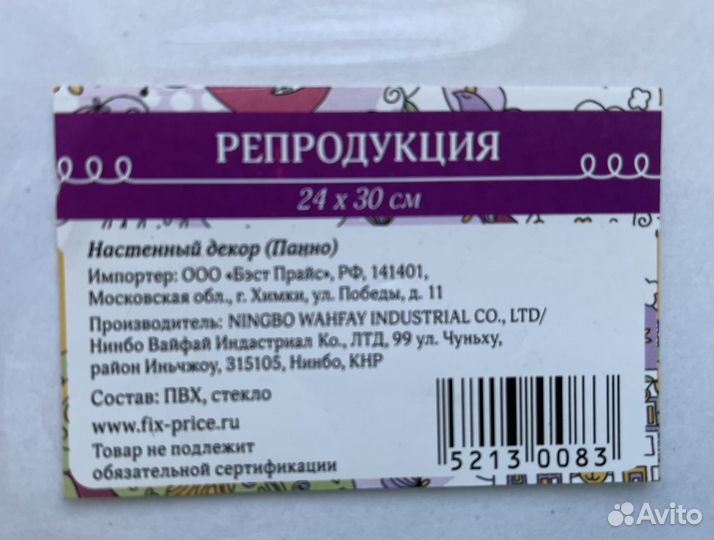 РЕПРОДУКЦИЯ
24 x 30 см
Настенный декор (Панно)
Импортер: ООО «Бэст Прайс», РФ, 141401,
Московская обл., г. Химки, ул. Победы, д. 11
Производитель: NINGBO WAHFAY INDUSTRIAL CO., LTD/
Нинбо Вайфай Индастриал Ко., ЛТД, 99 ул. Чуньху,
район Иньчжоу, 315105, Нинбо, КНР
Состав: ПВХ, стекло
www.fix-price.ru
Товар не подлежит
обязательной сертификации
5213 0083
Avito